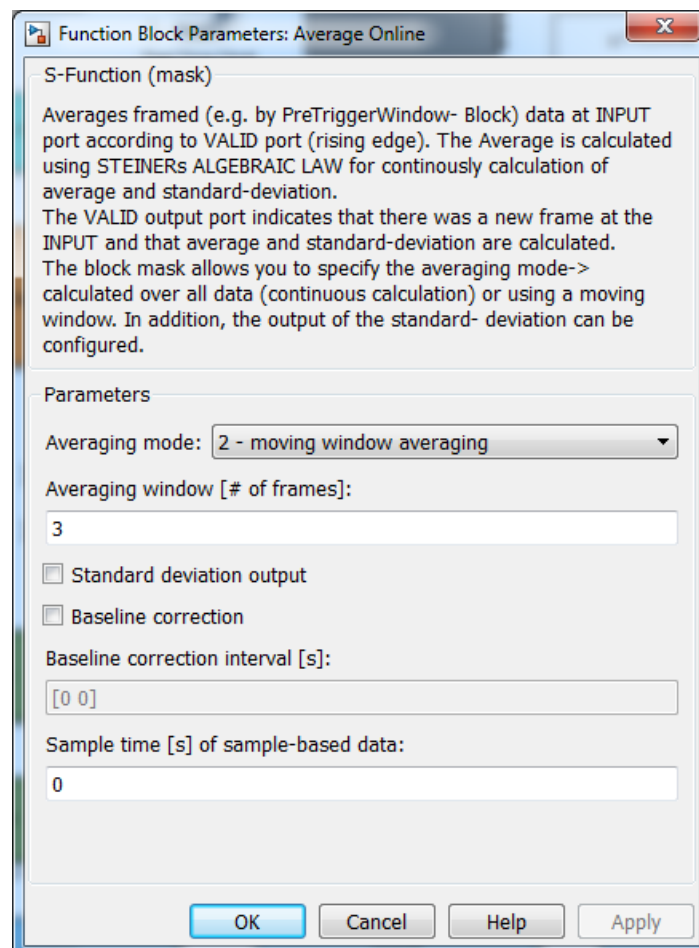 Function Block Parameters: Average Online
S-Function (mask)
Averages framed (e.g. by PreTriggerWindow- Block) data at INPUT
port according to VALID port (rising edge). The Average is calculated
using STEINERs ALGEBRAIC LAW for continously calculation of
average and standard-deviation.
The VALID output port indicates that there was a new frame at the
INPUT and that average and standard-deviation are calculated.
The block mask allows you to specify the averaging mode->
calculated over all data (continuous calculation) or using a moving
window. In addition, the output of the standard- deviation can be
configured.
Parameters
Averaging mode: 2 - moving window averaging
Averaging window [# of frames]:
3
Standard deviation output
Baseline correction
Baseline correction interval [s]:
[0 0]
Sample time [s] of sample-based data:
0
OK Cancel Help Apply